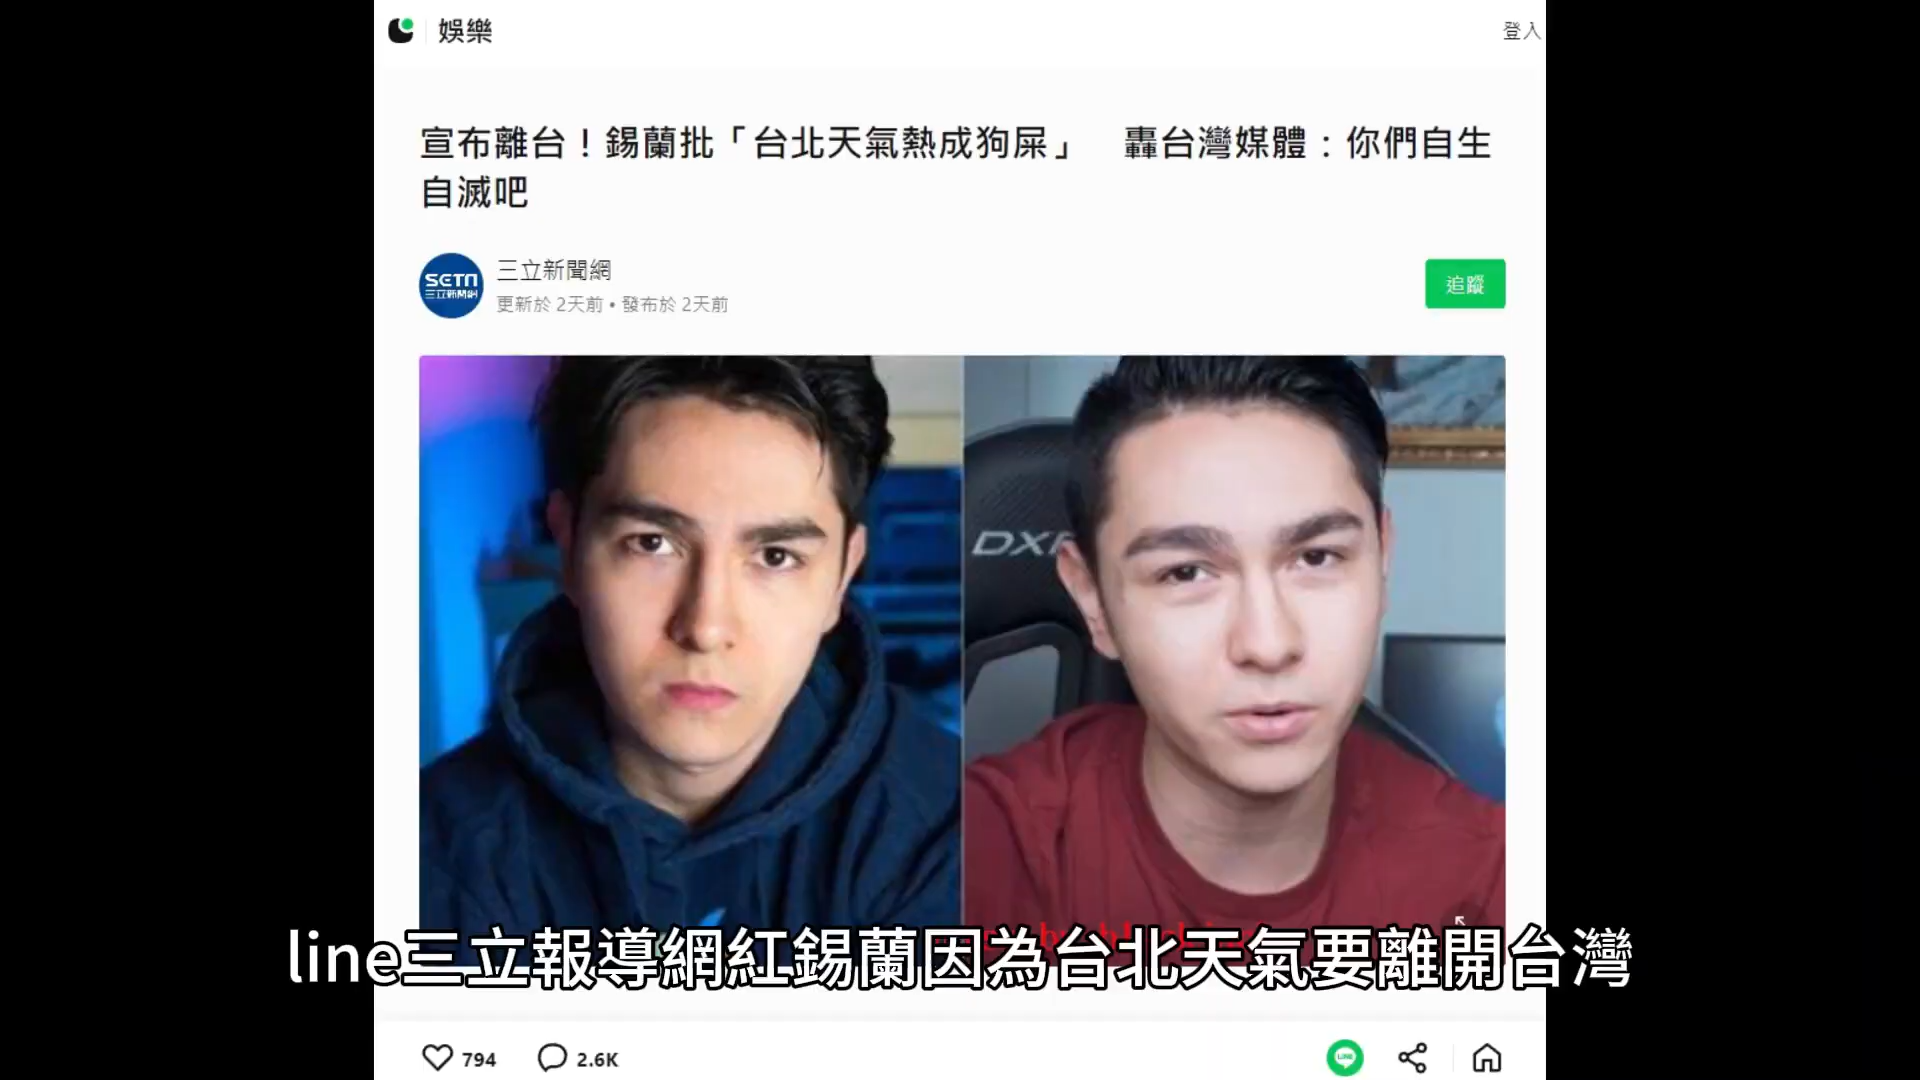 娛樂
登入
宣布離台！錫蘭批「台北天氣熱成狗屎」　轟台灣媒體：你們自生
自滅吧
SETN
三立新聞網
三立新聞網
更新於 2天前 • 發布於 2天前
追蹤
line三立報導網紅錫蘭因為台北天氣要離開台灣
794
2.6K
LINE